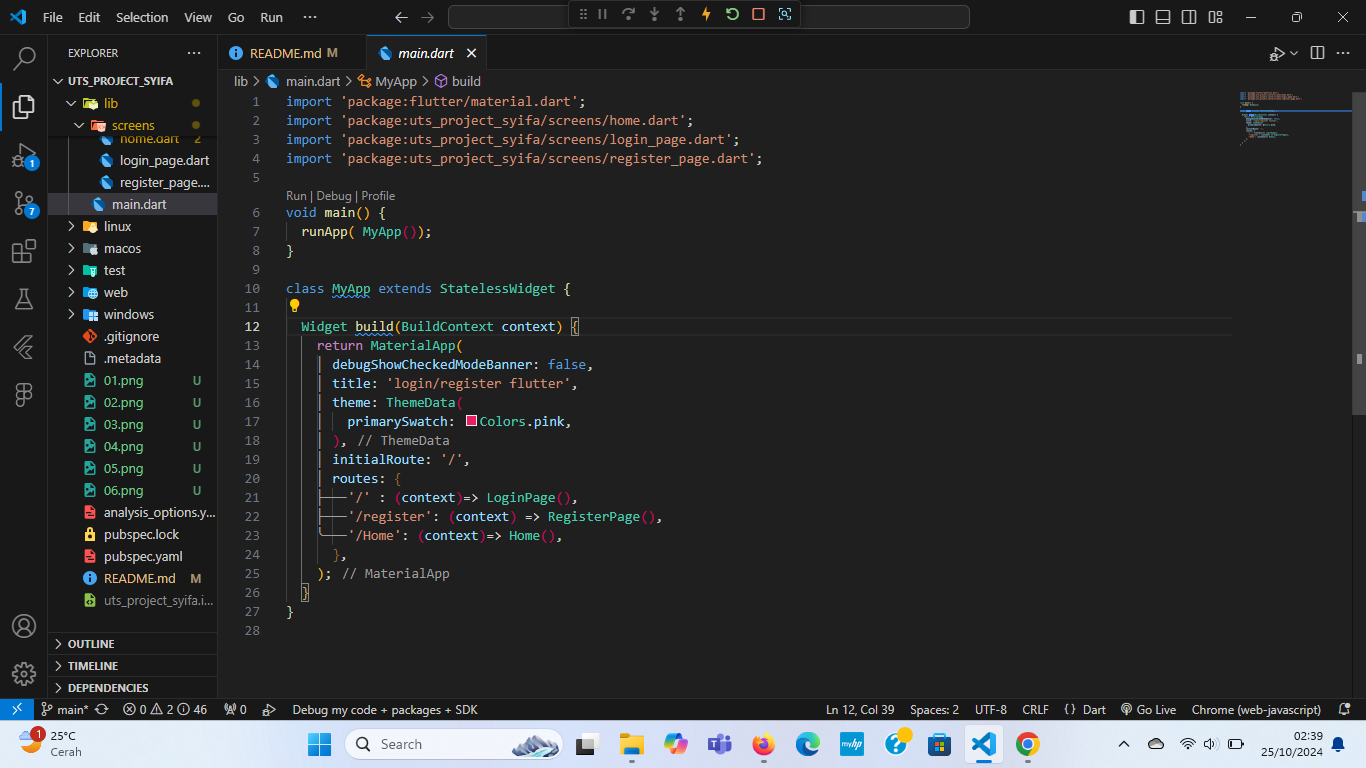 File Edit Selection View Go Run ···
EXPLORER ···
UTS_PROJECT_SYIFA
lib
screens
home.dart 2
login_page.dart
register_page....
main.dart
linux
macos
test
web
windows
.gitignore
.metadata
01.png U
02.png U
03.png U
04.png U
05.png U
06.png U
analysis_options.y...
pubspec.lock
pubspec.yaml
README.md M
uts_project_syifa.i...
OUTLINE
TIMELINE
DEPENDENCIES
1
7
README.md M main.dart
lib > main.dart > MyApp > build
1 import 'package:flutter/material.dart';
2 import 'package:uts_project_syifa/screens/home.dart';
3 import 'package:uts_project_syifa/screens/login_page.dart';
4 import 'package:uts_project_syifa/screens/register_page.dart';
5
Run | Debug | Profile
6 void main() {
7 runApp( MyApp());
8 }
9
10 class MyApp extends StatelessWidget {
11
12 Widget build(BuildContext context) {
13 return MaterialApp(
14 debugShowCheckedModeBanner: false,
15 title: 'login/register flutter',
16 theme: ThemeData(
17 primarySwatch: Colors.pink,
18 ), // ThemeData
19 initialRoute: '/',
20 routes: {
21 '/' : (context)=> LoginPage(),
22 '/register': (context) => RegisterPage(),
23 '/Home': (context)=> Home(),
24 },
25 ); // MaterialApp
26 }
27 }
28
main* 0 2 46 0 Debug my code + packages + SDK Ln 12, Col 39 Spaces: 2 UTF-8 CRLF {} Dart Go Live Chrome (web-javascript)
1 25°C
Cerah
Search
myhp
02:39
25/10/2024